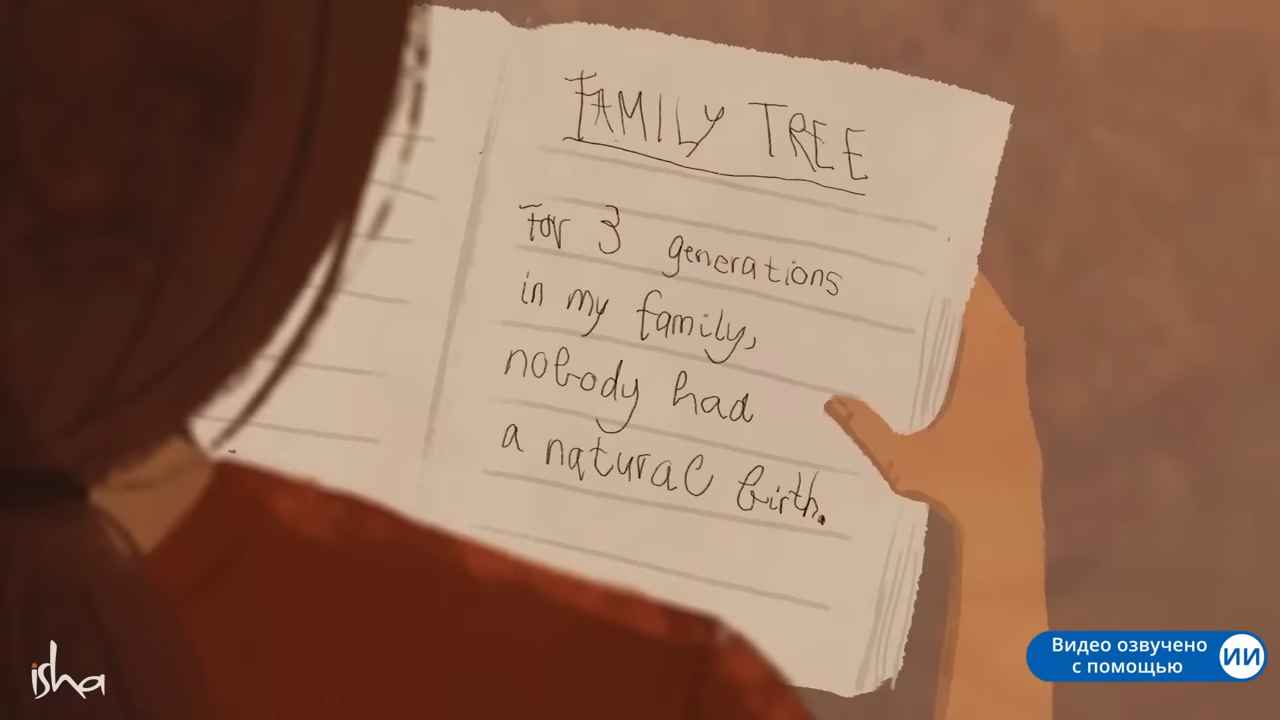 FAMILY TREE
For 3 generations
in my family,
nobody had
a natural birth.
isha
Видео озвучено
с помощью
ИИ